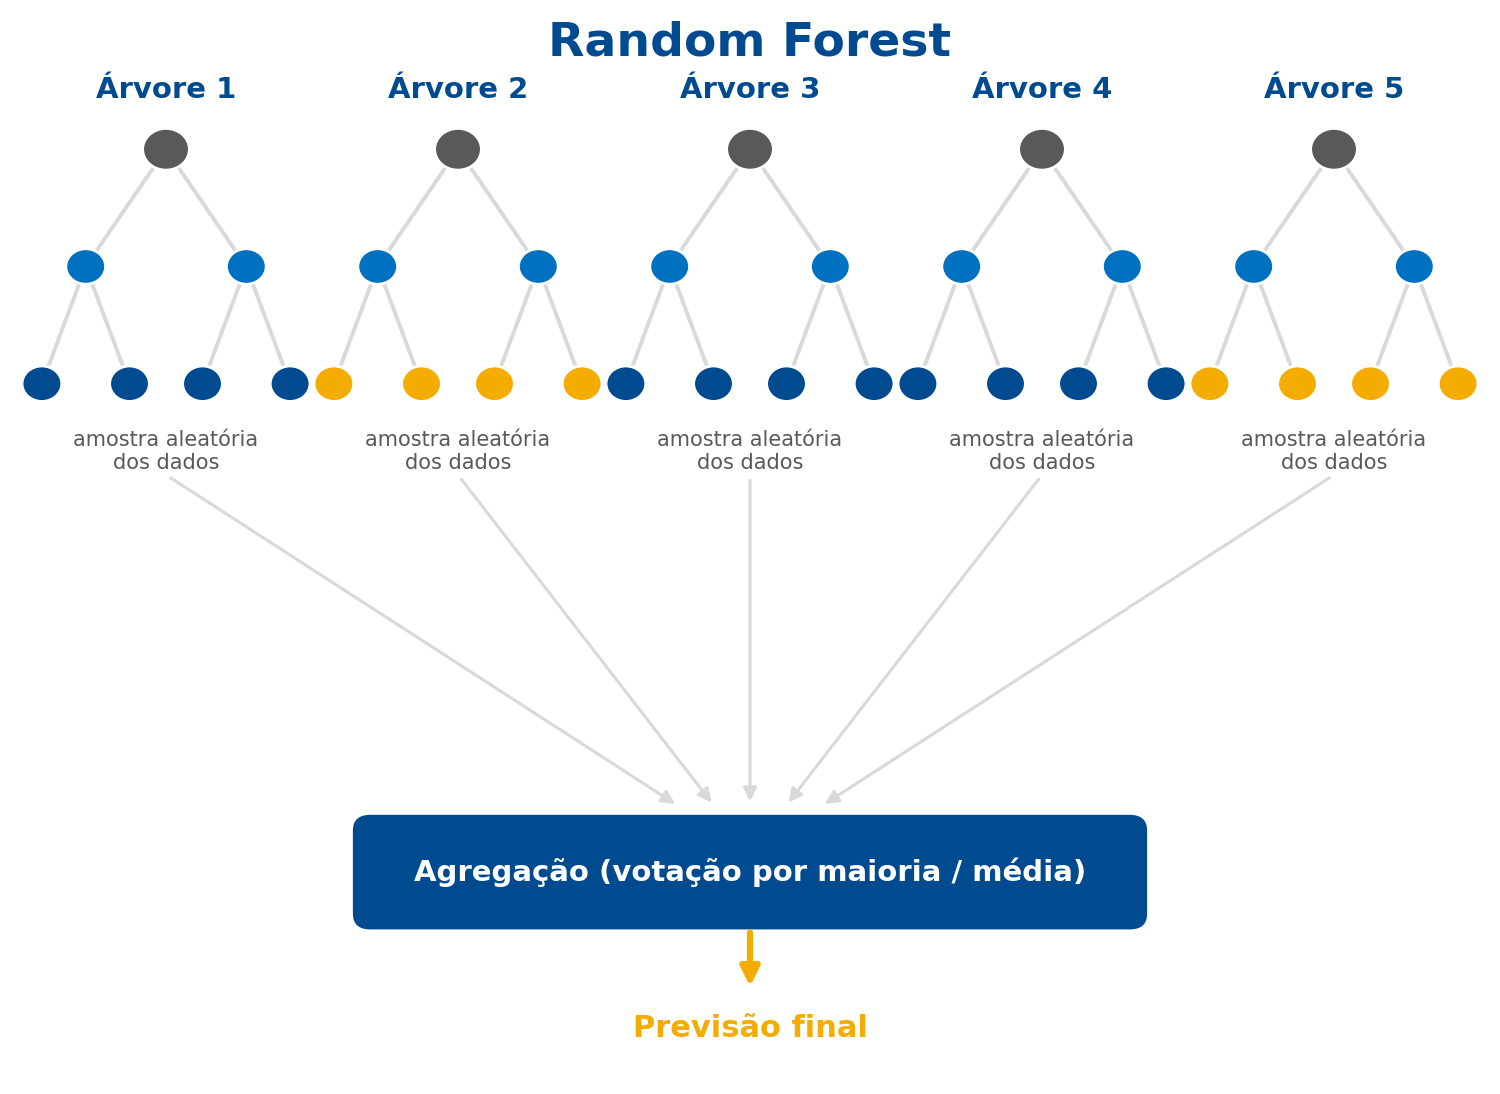 Random Forest
Árvore 1
Árvore 2
Árvore 3
Árvore 4
Árvore 5
amostra aleatória
dos dados
amostra aleatória
dos dados
amostra aleatória
dos dados
amostra aleatória
dos dados
amostra aleatória
dos dados
Agregação (votação por maioria / média)
Previsão final